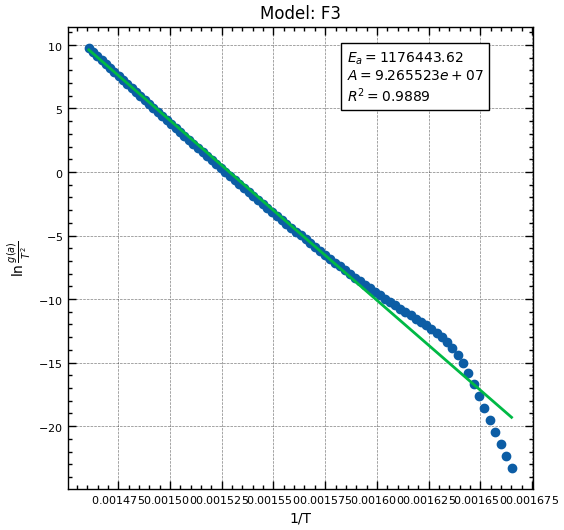 Model: F3
E_a = 1176443.62
A = 9.265523e + 07
R^2 = 0.9889
10
5
0
−5
−10
−15
−20
ln g(a)/T^2
0.001475 0.001500 0.001525 0.001550 0.001575 0.001600 0.001625 0.001650 0.001675
1/T